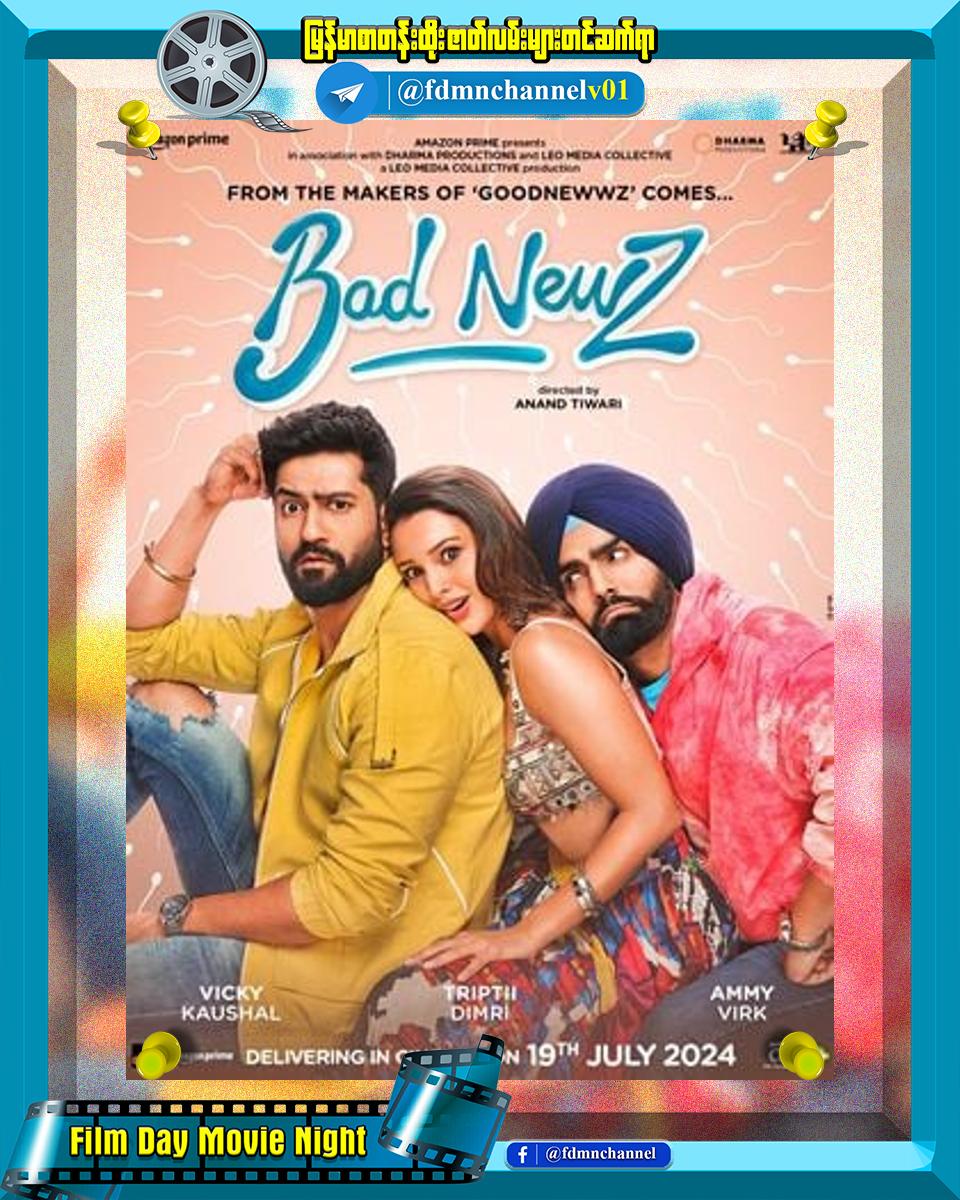 မြန်မာစာတန်းထိုးဇာတ်လမ်းများတင်ဆက်ရာ
@fdmnchannelv01
prime
DHARMA
PRODUCTIONS
AMAZON PRIME presents
in association with DHARMA PRODUCTIONS and LEO MEDIA COLLECTIVE
a LEO MEDIA COLLECTIVE production
FROM THE MAKERS OF ‘GOODNEWWZ’ COMES...
Bad NewZ
directed by
ANAND TIWARI
VICKY
KAUSHAL
TRIPTII
DIMRI
AMMY
VIRK
prime
DELIVERING IN 19TH JULY 2024
Film Day Movie Night
f | @fdmnchannel